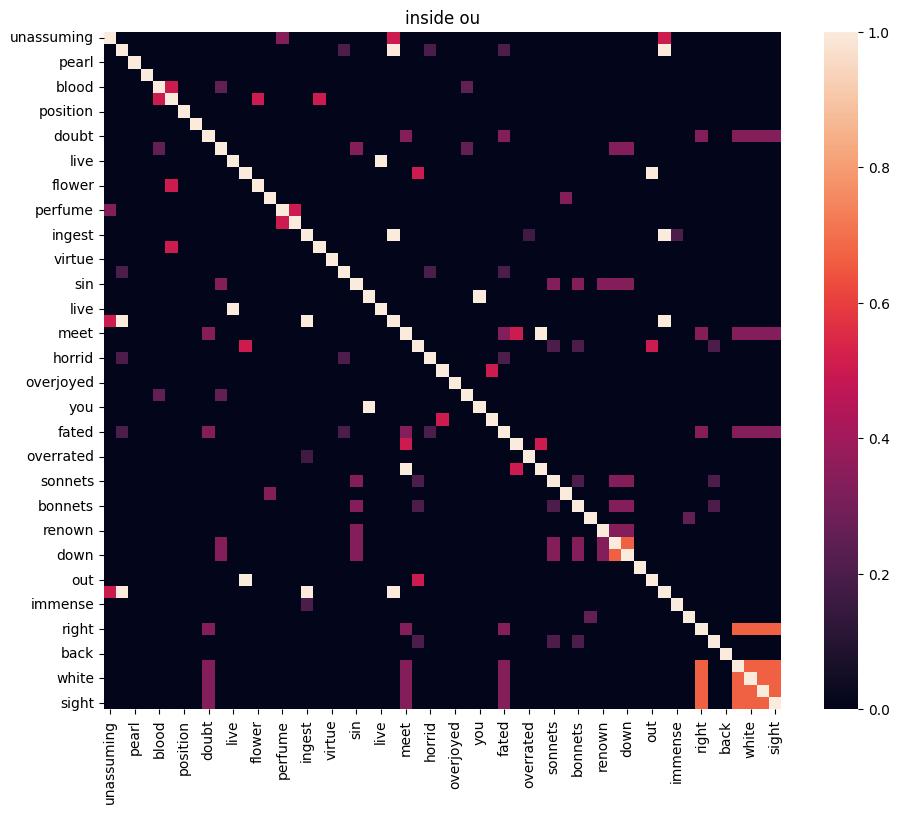 inside ou
unassuming
pearl
blood
position
doubt
live
flower
perfume
ingest
virtue
sin
live
meet
horrid
overjoyed
you
fated
overrated
sonnets
bonnets
renown
down
out
immense
right
back
white
sight
1.0
0.8
0.6
0.4
0.2
0.0
unassuming
pearl
blood
position
doubt
live
flower
perfume
ingest
virtue
sin
live
meet
horrid
overjoyed
you
fated
overrated
sonnets
bonnets
renown
down
out
immense
right
back
white
sight